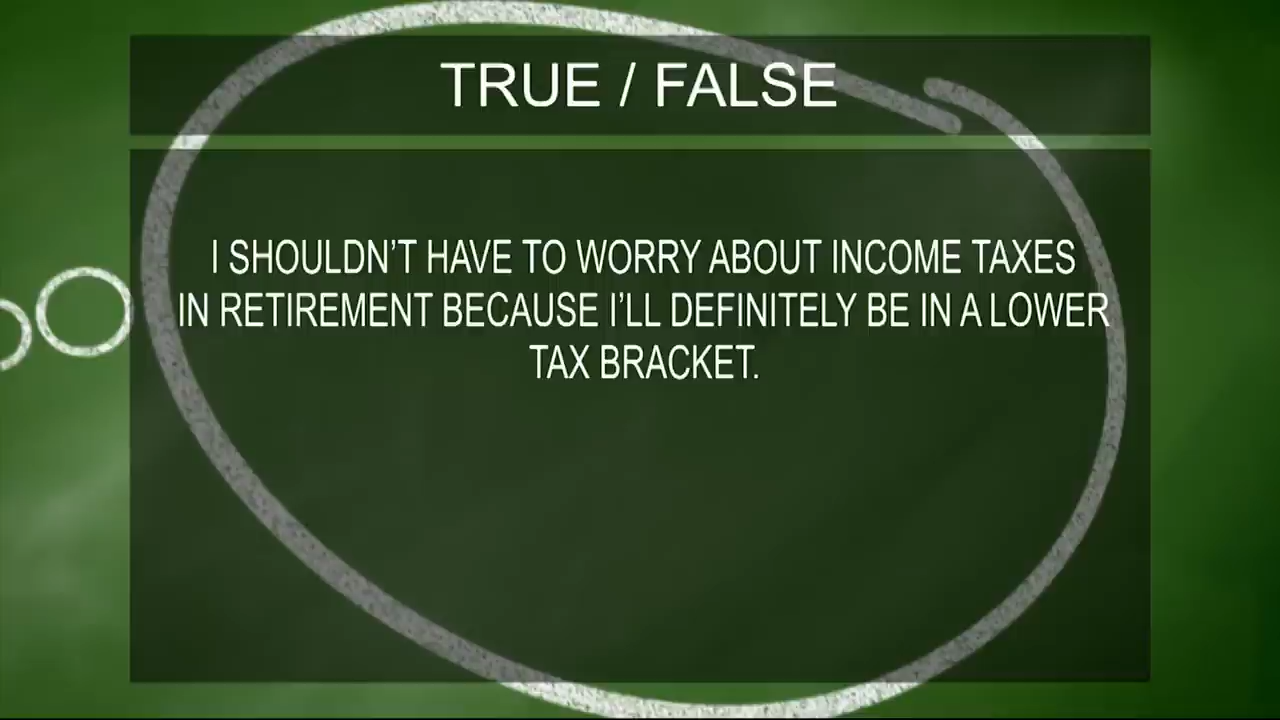 TRUE / FALSE
I SHOULDN'T HAVE TO WORRY ABOUT INCOME TAXES
IN RETIREMENT BECAUSE I'LL DEFINITELY BE IN A LOWER
TAX BRACKET.